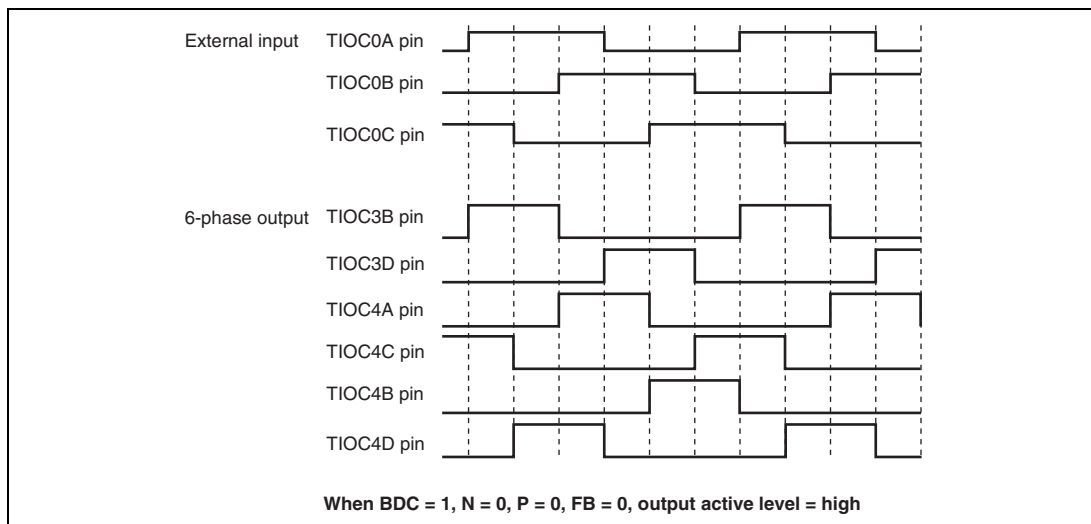 External input TIOC0A pin
TIOC0B pin
TIOC0C pin
6-phase output TIOC3B pin
TIOC3D pin
TIOC4A pin
TIOC4C pin
TIOC4B pin
TIOC4D pin
When BDC = 1, N = 0, P = 0, FB = 0, output active level = high